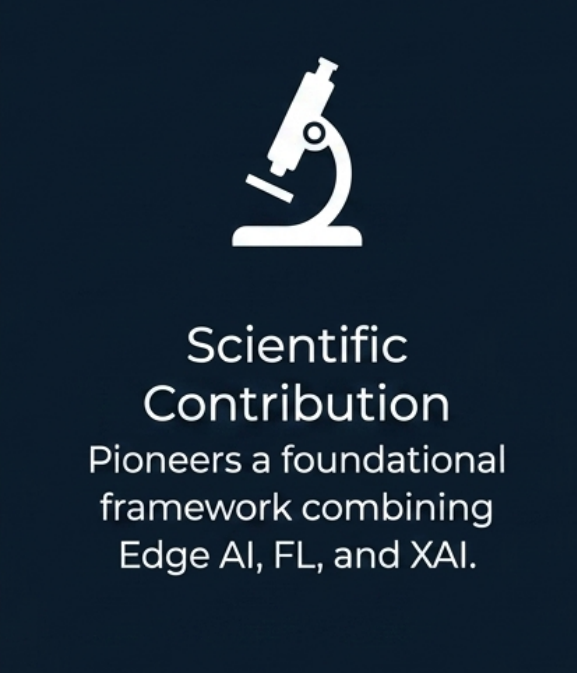 Scientific
Contribution
Pioneers a foundational
framework combining
Edge AI, FL, and XAI.